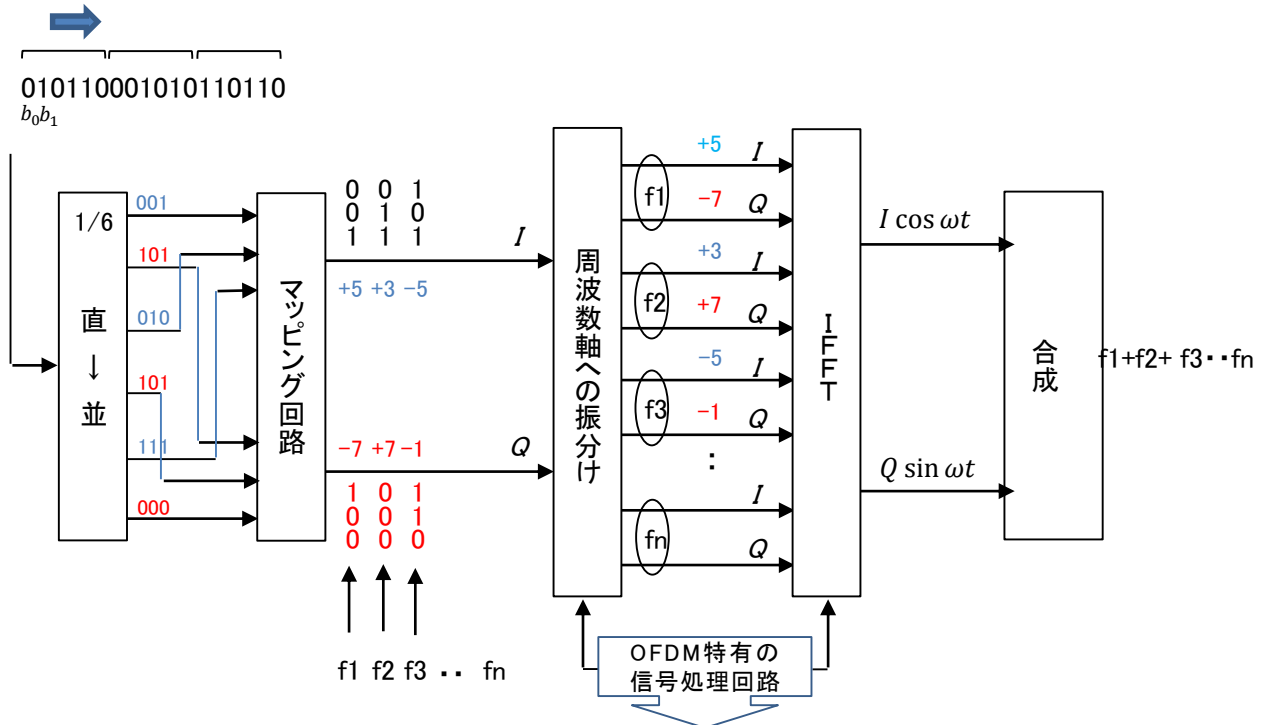 010110001010110110
b₀b₁
1/6
直
↓
並
001
101
010
101
111
000
マッピング回路
0 0 1
0 1 0
1 1 1
+5 +3 −5
I
−7 +7 −1
Q
1 0 1
0 0 1
0 0 0
f1 f2 f3 ・・ fn
周波数軸への振分け
+5 I
f1
−7 Q
+3 I
f2
+7 Q
−5 I
f3
−1 Q
:
I
fn
Q
IFFT
OFDM特有の
信号処理回路
I cos ωt
Q sin ωt
合成
f1+f2+ f3・・fn